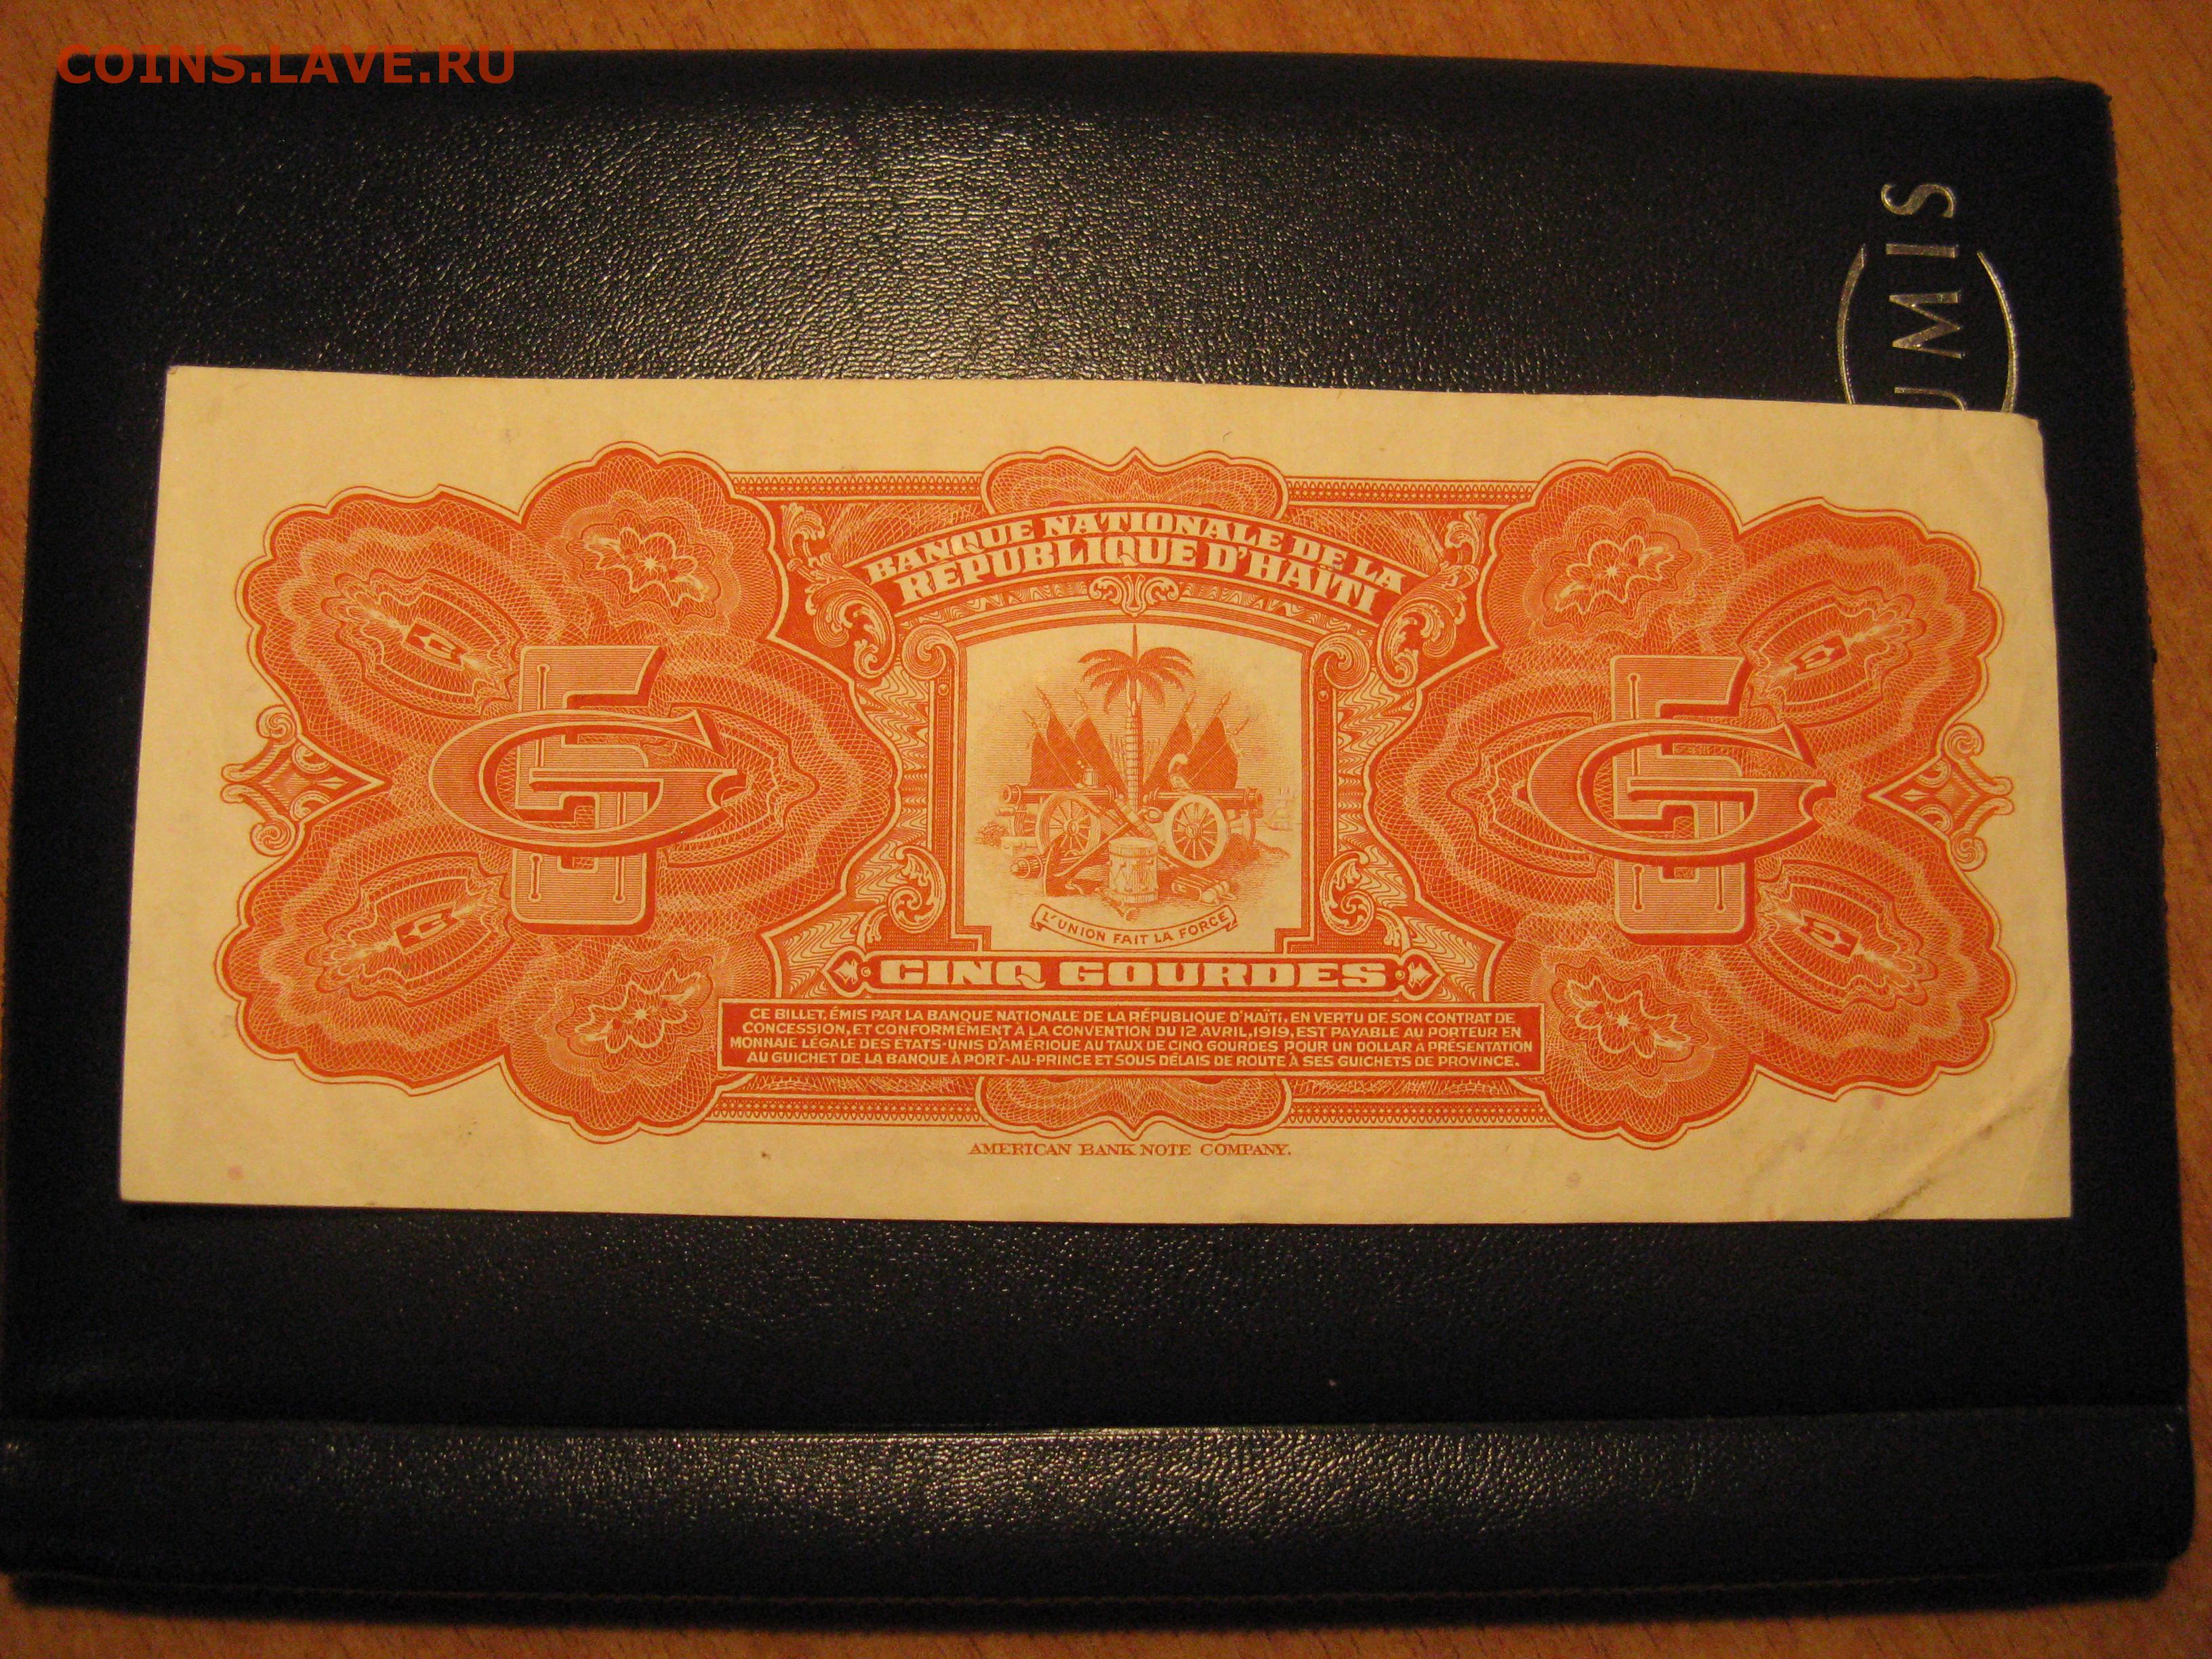 COINS.LAVE.RU
UMIS
BANQUE NATIONALE DE LA
RÉPUBLIQUE D'HAÏTI
5 G
5 G
L'UNION FAIT LA FORCE
CINQ GOURDES
CE BILLET, ÉMIS PAR LA BANQUE NATIONALE DE LA RÉPUBLIQUE D'HAÏTI, EN VERTU DE SON CONTRAT DE
CONCESSION, ET CONFORMÉMENT A LA CONVENTION DU 12 AVRIL, 1919, EST PAYABLE AU PORTEUR EN
MONNAIE LÉGALE DES ÉTATS-UNIS D'AMÉRIQUE AU TAUX DE CINQ GOURDES POUR UN DOLLAR À PRÉSENTATION
AU GUICHET DE LA BANQUE À PORT-AU-PRINCE ET SOUS DÉLAIS DE ROUTE À SES GUICHETS DE PROVINCE.
AMERICAN BANK NOTE COMPANY.